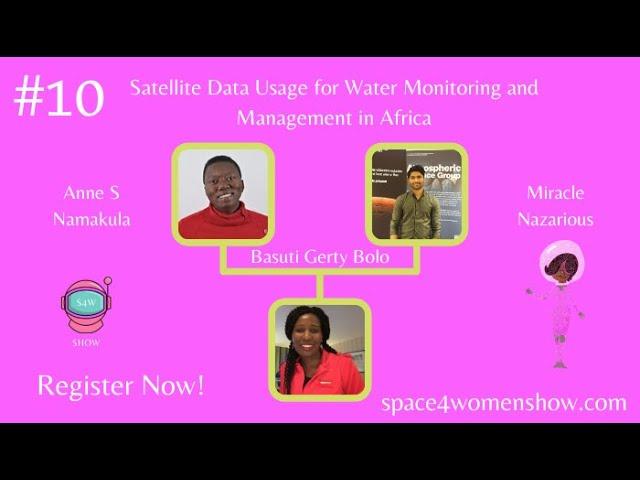 #10
Satellite Data Usage for Water Monitoring and
Management in Africa
Anne S
Namakula
Miracle
Nazarious
Basuti Gerty Bolo
S4W
SHOW
Register Now!
space4womenshow.com